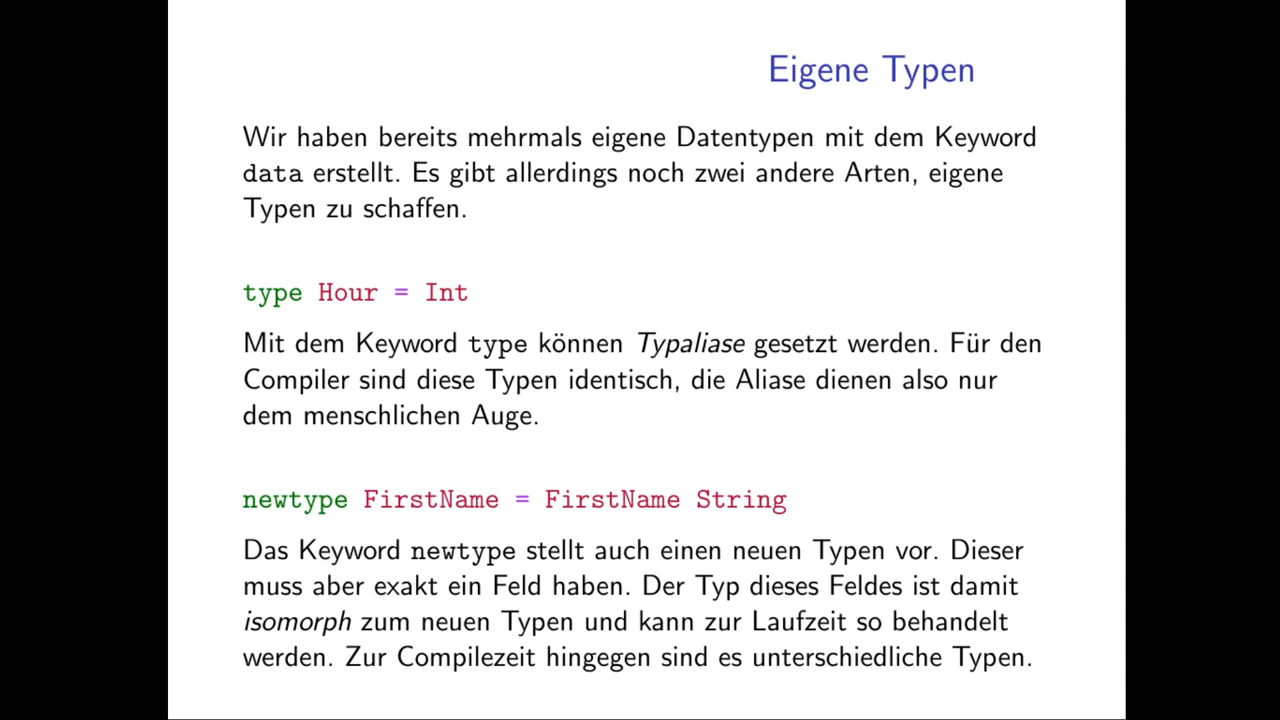 Eigene Typen
Wir haben bereits mehrmals eigene Datentypen mit dem Keyword
data erstellt. Es gibt allerdings noch zwei andere Arten, eigene
Typen zu schaffen.
type Hour = Int
Mit dem Keyword type können Typaliase gesetzt werden. Für den
Compiler sind diese Typen identisch, die Aliase dienen also nur
dem menschlichen Auge.
newtype FirstName = FirstName String
Das Keyword newtype stellt auch einen neuen Typen vor. Dieser
muss aber exakt ein Feld haben. Der Typ dieses Feldes ist damit
isomorph zum neuen Typen und kann zur Laufzeit so behandelt
werden. Zur Compilezeit hingegen sind es unterschiedliche Typen.